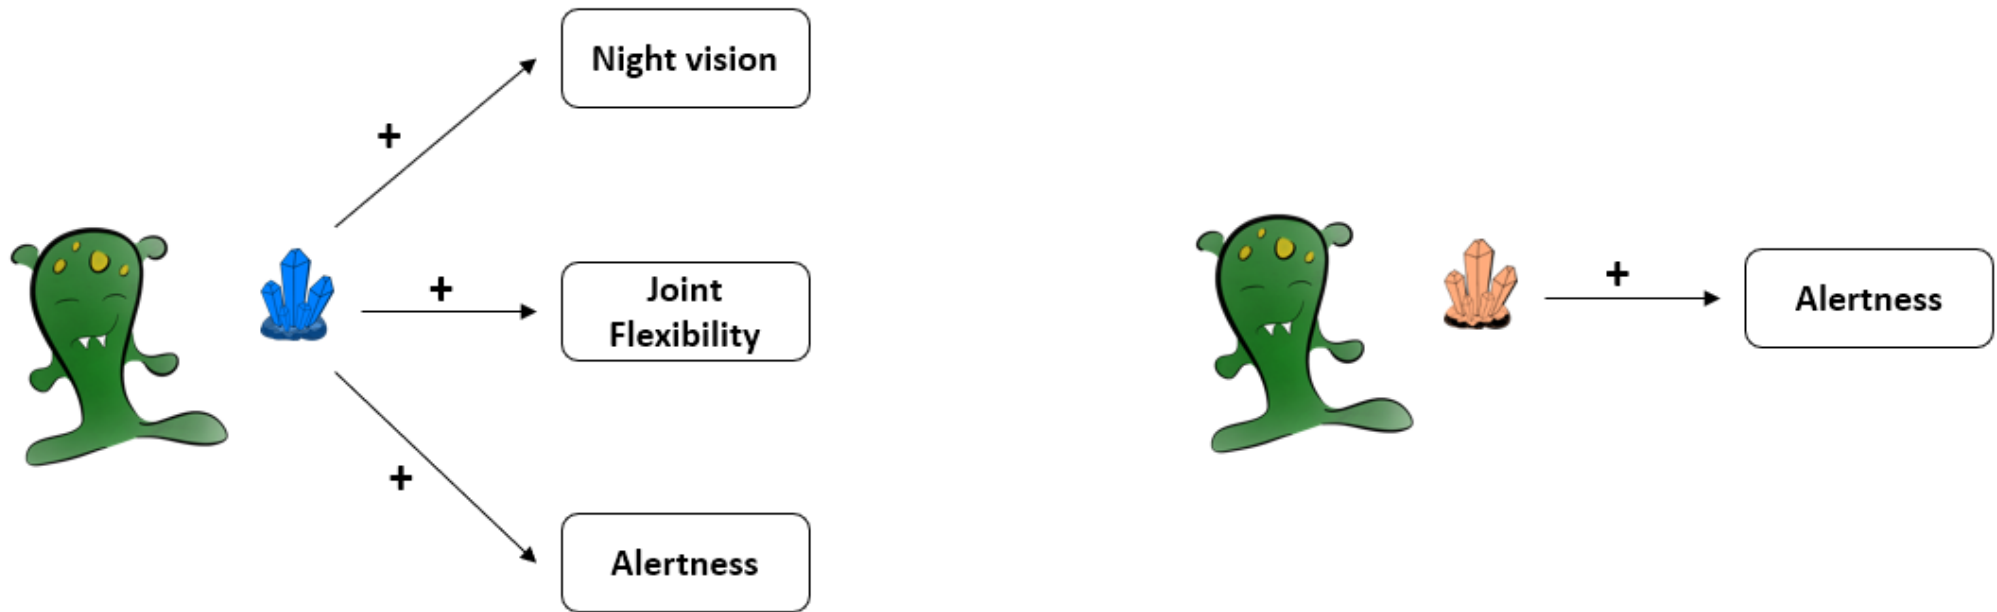 Night vision
+
+
Joint
Flexibility
+
Alertness
+
Alertness